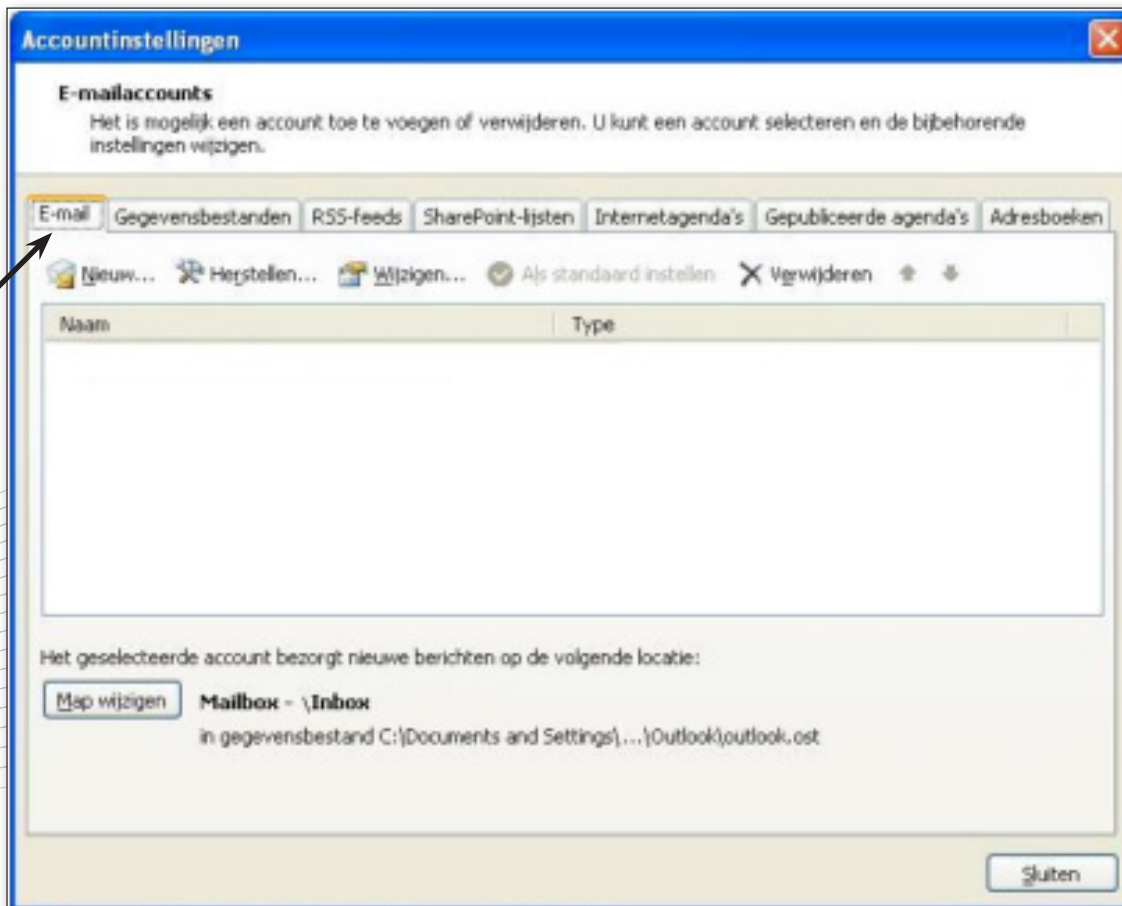 Accountinstellingen
E-mailaccounts
Het is mogelijk een account toe te voegen of verwijderen. U kunt een account selecteren en de bijbehorende
instellingen wijzigen.
E-mail Gegevensbestanden RSS-feeds SharePoint-lijsten Internetagenda's Gepubliceerde agenda's Adresboeken
Nieuw... Herstellen... Wijzigen... Als standaard instellen Verwijderen
Naam Type
Het geselecteerde account bezorgt nieuwe berichten op de volgende locatie:
Map wijzigen Mailbox - \Inbox
in gegevensbestand C:\Documents and Settings\...\Outlook\outlook.ost
Sluiten